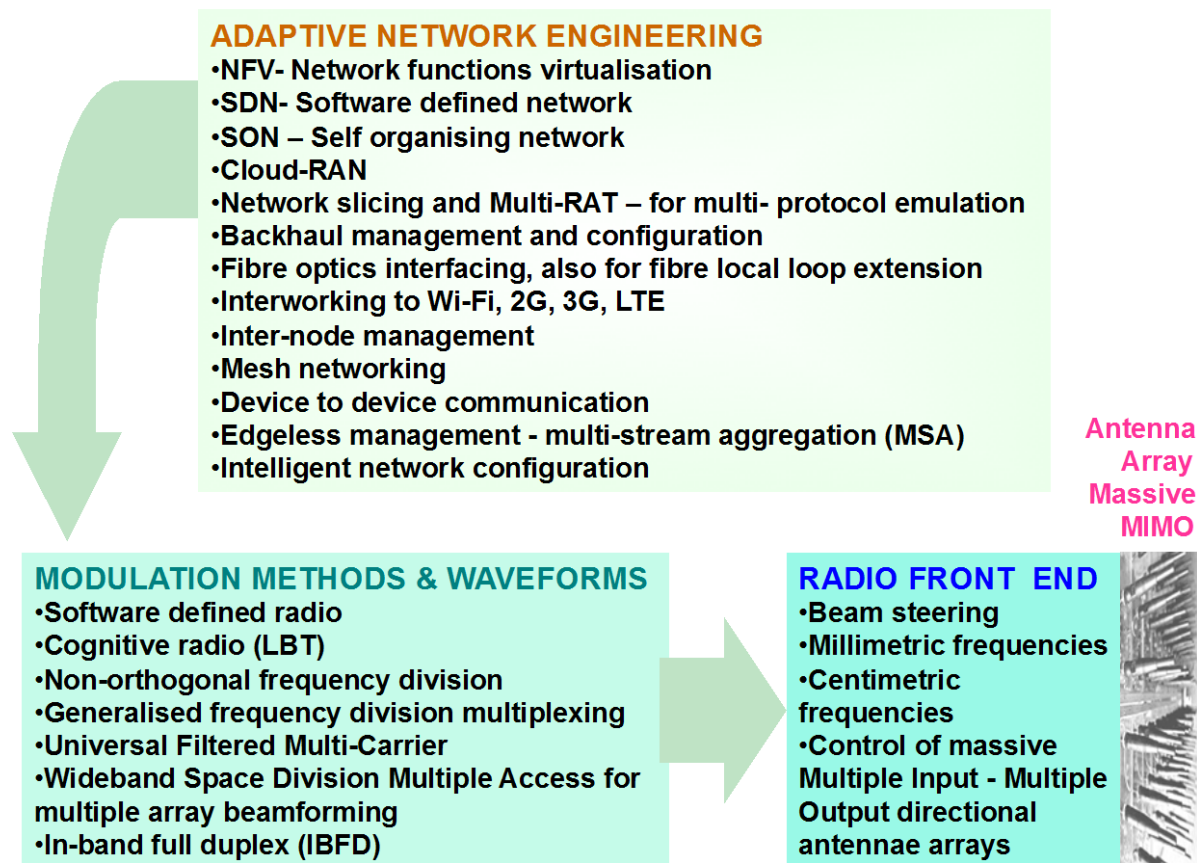 ADAPTIVE NETWORK ENGINEERING
•NFV- Network functions virtualisation
•SDN- Software defined network
•SON – Self organising network
•Cloud-RAN
•Network slicing and Multi-RAT – for multi- protocol emulation
•Backhaul management and configuration
•Fibre optics interfacing, also for fibre local loop extension
•Interworking to Wi-Fi, 2G, 3G, LTE
•Inter-node management
•Mesh networking
•Device to device communication
•Edgeless management - multi-stream aggregation (MSA)
•Intelligent network configuration
Antenna
Array
Massive
MIMO
MODULATION METHODS & WAVEFORMS
•Software defined radio
•Cognitive radio (LBT)
•Non-orthogonal frequency division
•Generalised frequency division multiplexing
•Universal Filtered Multi-Carrier
•Wideband Space Division Multiple Access for
multiple array beamforming
•In-band full duplex (IBFD)
RADIO FRONT END
•Beam steering
•Millimetric frequencies
•Centimetric
frequencies
•Control of massive
Multiple Input - Multiple
Output directional
antennae arrays